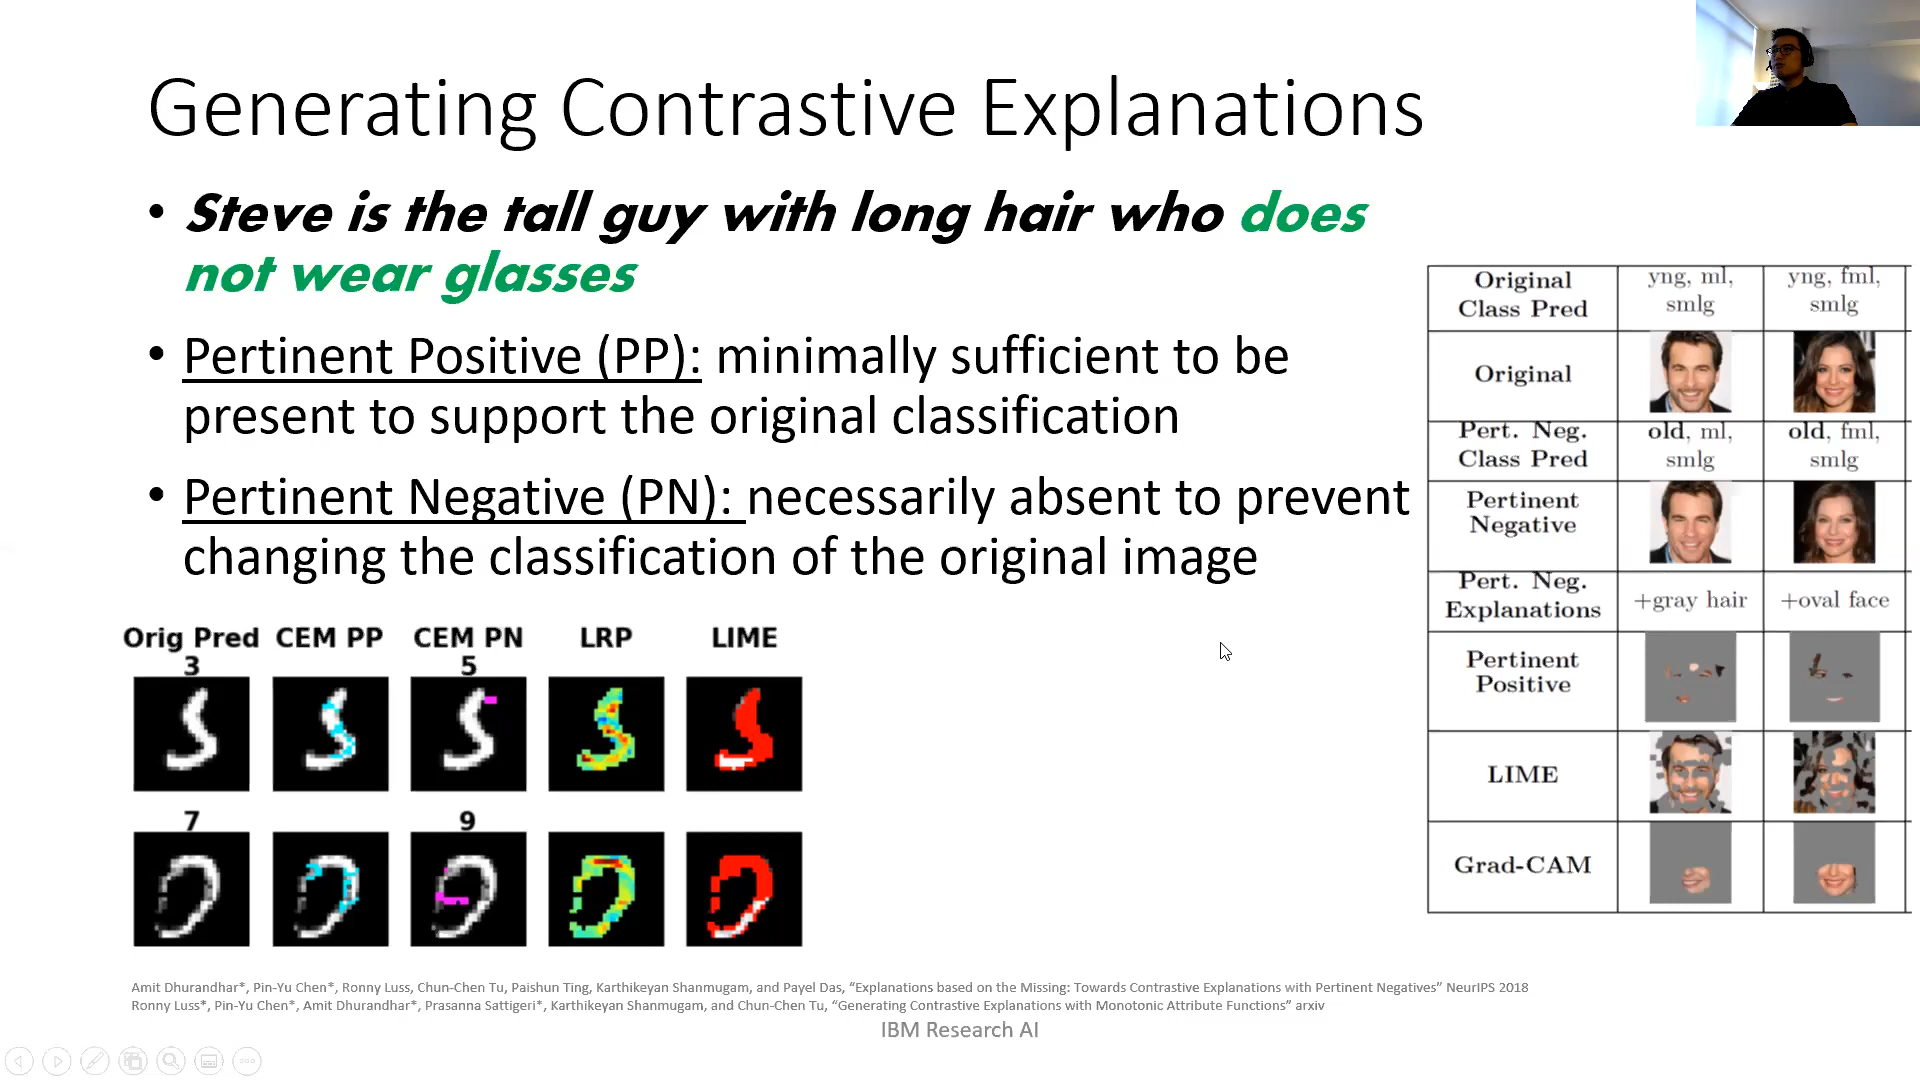 Generating Contrastive Explanations
• Steve is the tall guy with long hair who does
not wear glasses
• Pertinent Positive (PP): minimally sufficient to be
present to support the original classification
• Pertinent Negative (PN): necessarily absent to prevent
changing the classification of the original image
Orig Pred CEM PP CEM PN LRP LIME
3 5
7 9
Original
Class Pred
yng, ml,
smlg
yng, fml,
smlg
Original
Pert. Neg.
Class Pred
old, ml,
smlg
old, fml,
smlg
Pertinent
Negative
Pert. Neg.
Explanations
+gray hair
+oval face
Pertinent
Positive
LIME
Grad-CAM
Amit Dhurandhar*, Pin-Yu Chen*, Ronny Luss, Chun-Chen Tu, Paishun Ting, Karthikeyan Shanmugam, and Payel Das, “Explanations based on the Missing: Towards Contrastive Explanations with Pertinent Negatives” NeurIPS 2018
Ronny Luss*, Pin-Yu Chen*, Amit Dhurandhar*, Prasanna Sattigeri*, Karthikeyan Shanmugam, and Chun-Chen Tu, “Generating Contrastive Explanations with Monotonic Attribute Functions” arxiv
IBM Research AI